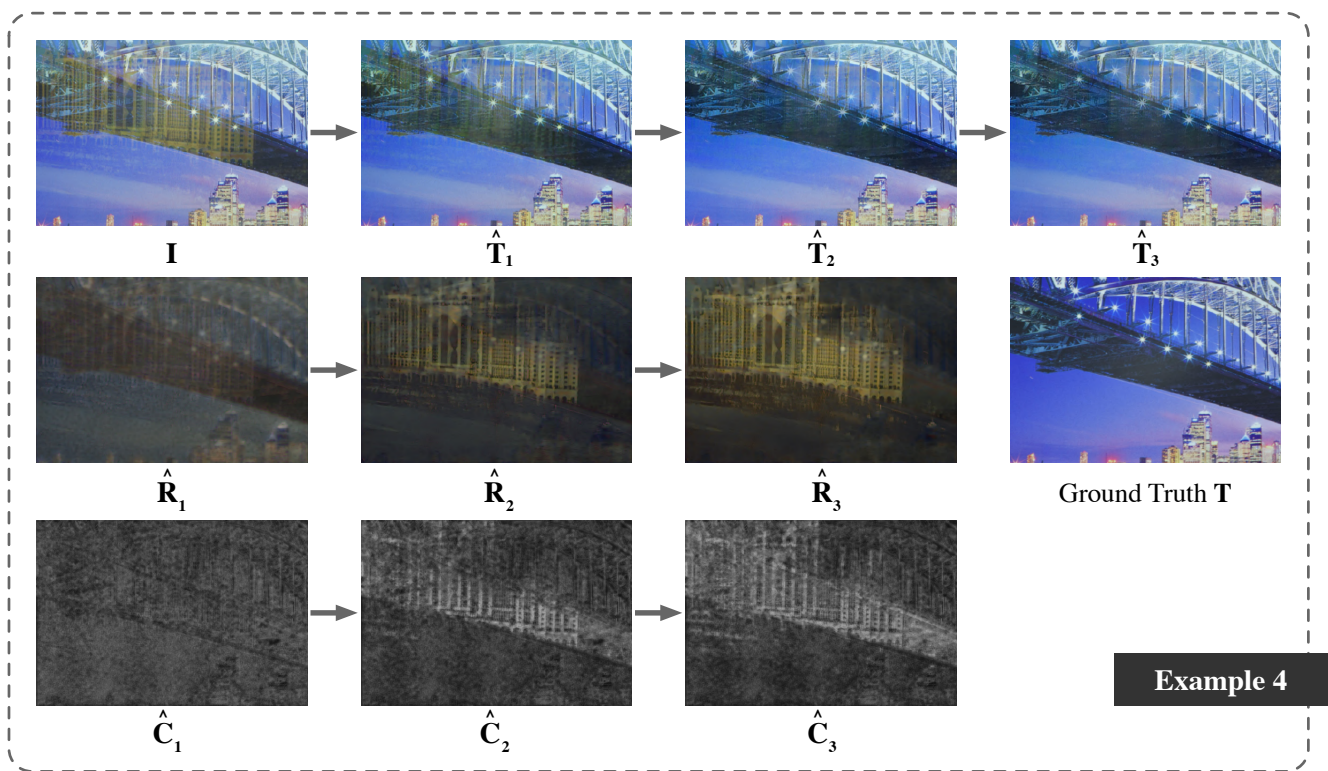 I T̂₁ T̂₂ T̂₃
R̂₁ R̂₂ R̂₃ Ground Truth T
Ĉ₁ Ĉ₂ Ĉ₃
Example 4